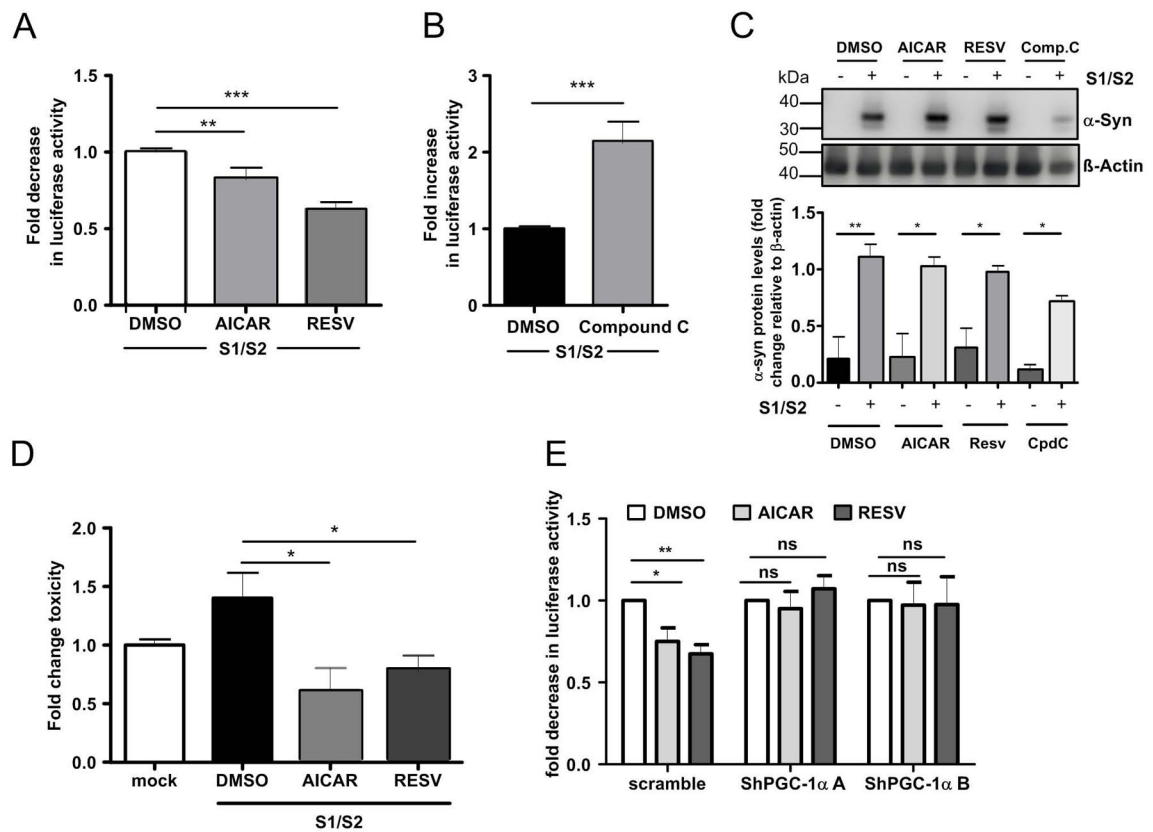 A
Fold decrease
in luciferase activity
1.5
1.0
0.5
0.0
***
**
DMSO AICAR RESV
S1/S2
B
Fold increase
in luciferase activity
3
2
1
0
***
DMSO Compound C
S1/S2
C
DMSO AICAR RESV Comp.C
kDa - + - + - + - + S1/S2
40
30
α-Syn
50
40
ß-Actin
α-syn protein levels (fold
change relative to β-actin)
1.5
1.0
0.5
0.0
** * * *
S1/S2 - + - + - + - +
DMSO AICAR Resv CpdC
D
Fold change toxicity
2.0
1.5
1.0
0.5
0.0
*
*
mock DMSO AICAR RESV
S1/S2
E
fold decrease in luciferase activity
DMSO AICAR RESV
1.5
1.0
0.5
0.0
** ns ns
* ns ns
scramble ShPGC-1α A ShPGC-1α B